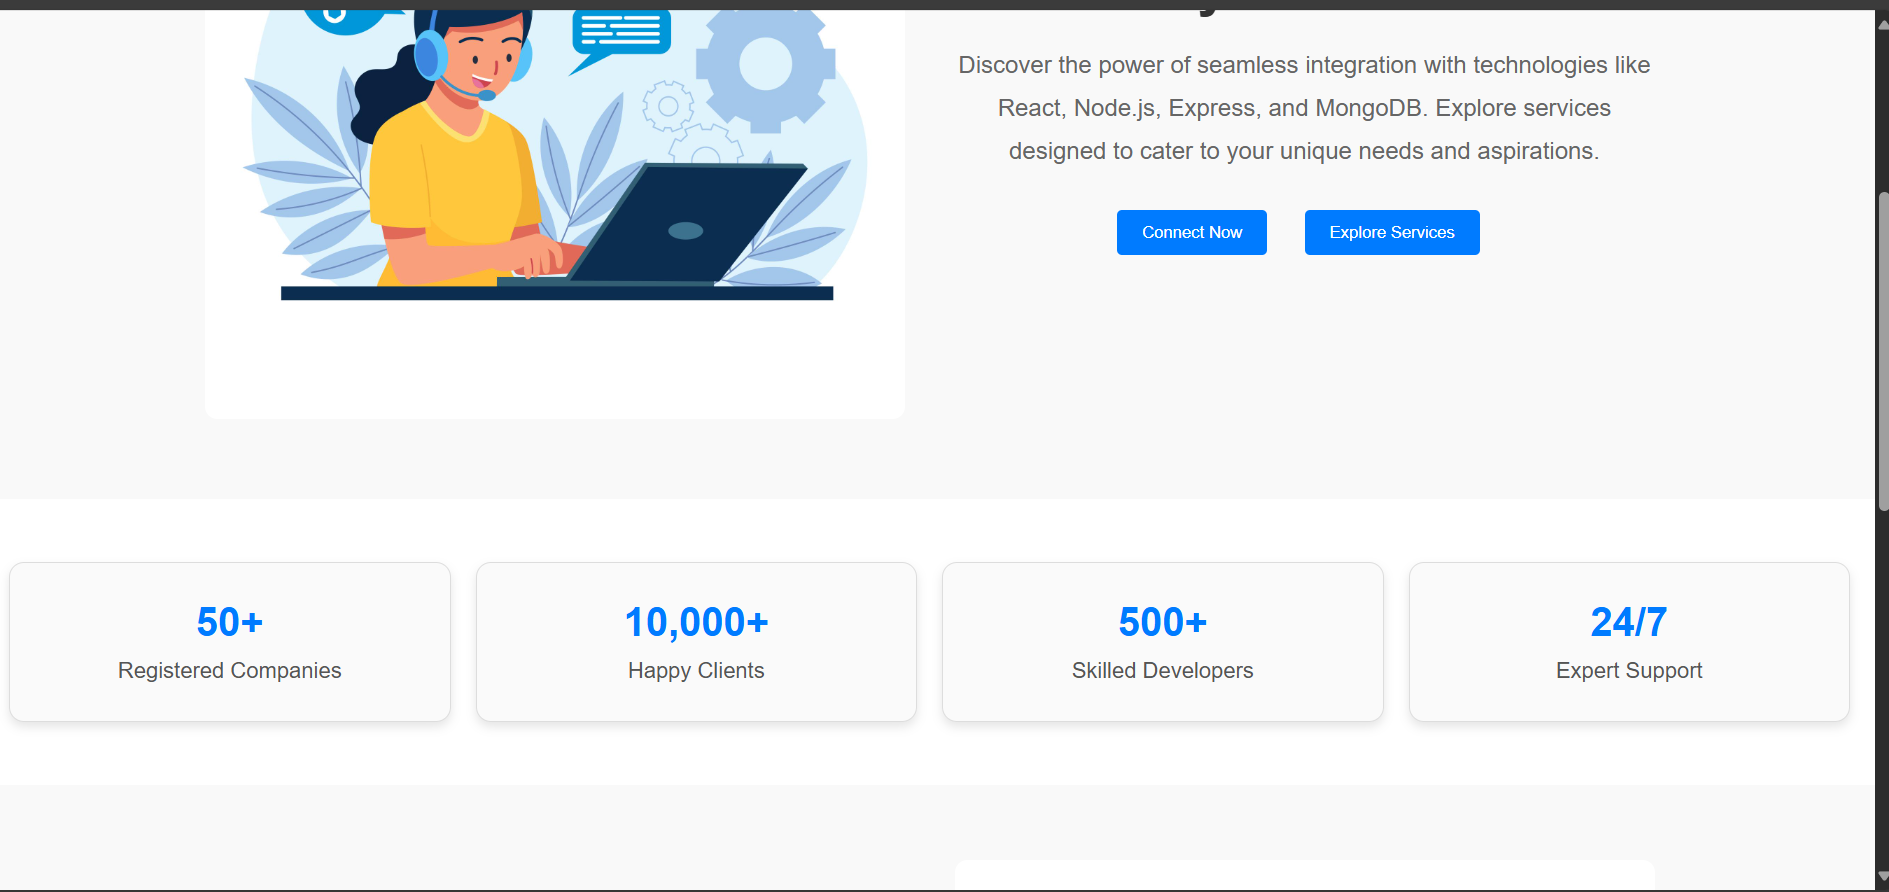 Discover the power of seamless integration with technologies like
React, Node.js, Express, and MongoDB. Explore services
designed to cater to your unique needs and aspirations.
Connect Now
Explore Services
50+
Registered Companies
10,000+
Happy Clients
500+
Skilled Developers
24/7
Expert Support